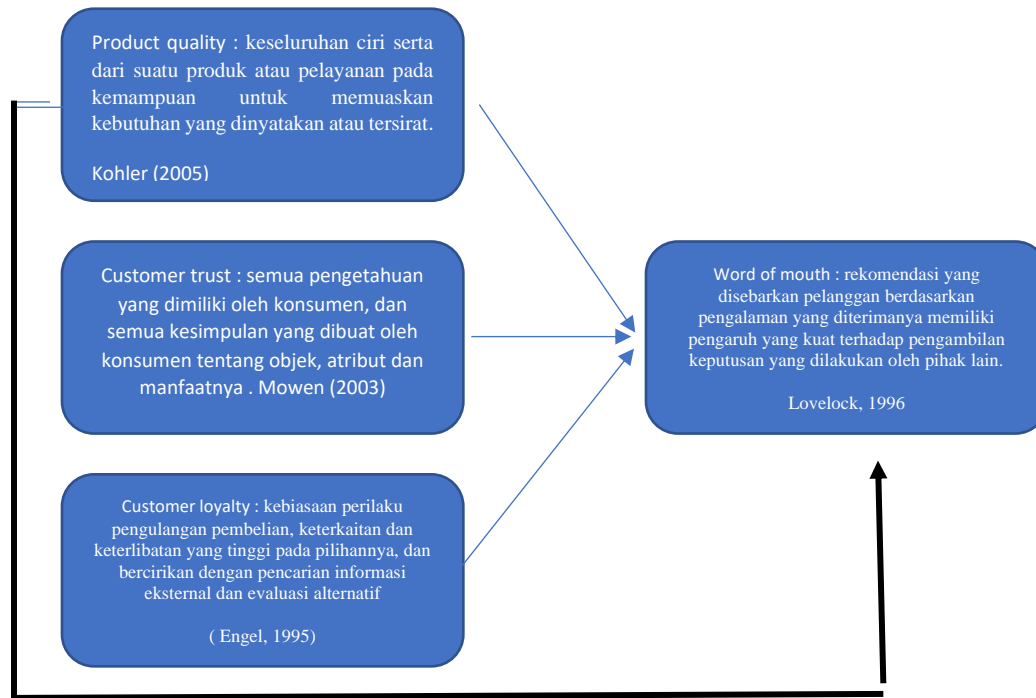 Product quality : keseluruhan ciri serta
dari suatu produk atau pelayanan pada
kemampuan untuk memuaskan
kebutuhan yang dinyatakan atau tersirat.
Kohler (2005)
Customer trust : semua pengetahuan
yang dimiliki oleh konsumen, dan
semua kesimpulan yang dibuat oleh
konsumen tentang objek, atribut dan
manfaatnya . Mowen (2003)
Customer loyalty : kebiasaan perilaku
pengulangan pembelian, keterkaitan dan
keterlibatan yang tinggi pada pilihannya, dan
bercirikan dengan pencarian informasi
eksternal dan evaluasi alternatif
( Engel, 1995)
Word of mouth : rekomendasi yang
disebarkan pelanggan berdasarkan
pengalaman yang diterimanya memiliki
pengaruh yang kuat terhadap pengambilan
keputusan yang dilakukan oleh pihak lain.
Lovelock, 1996